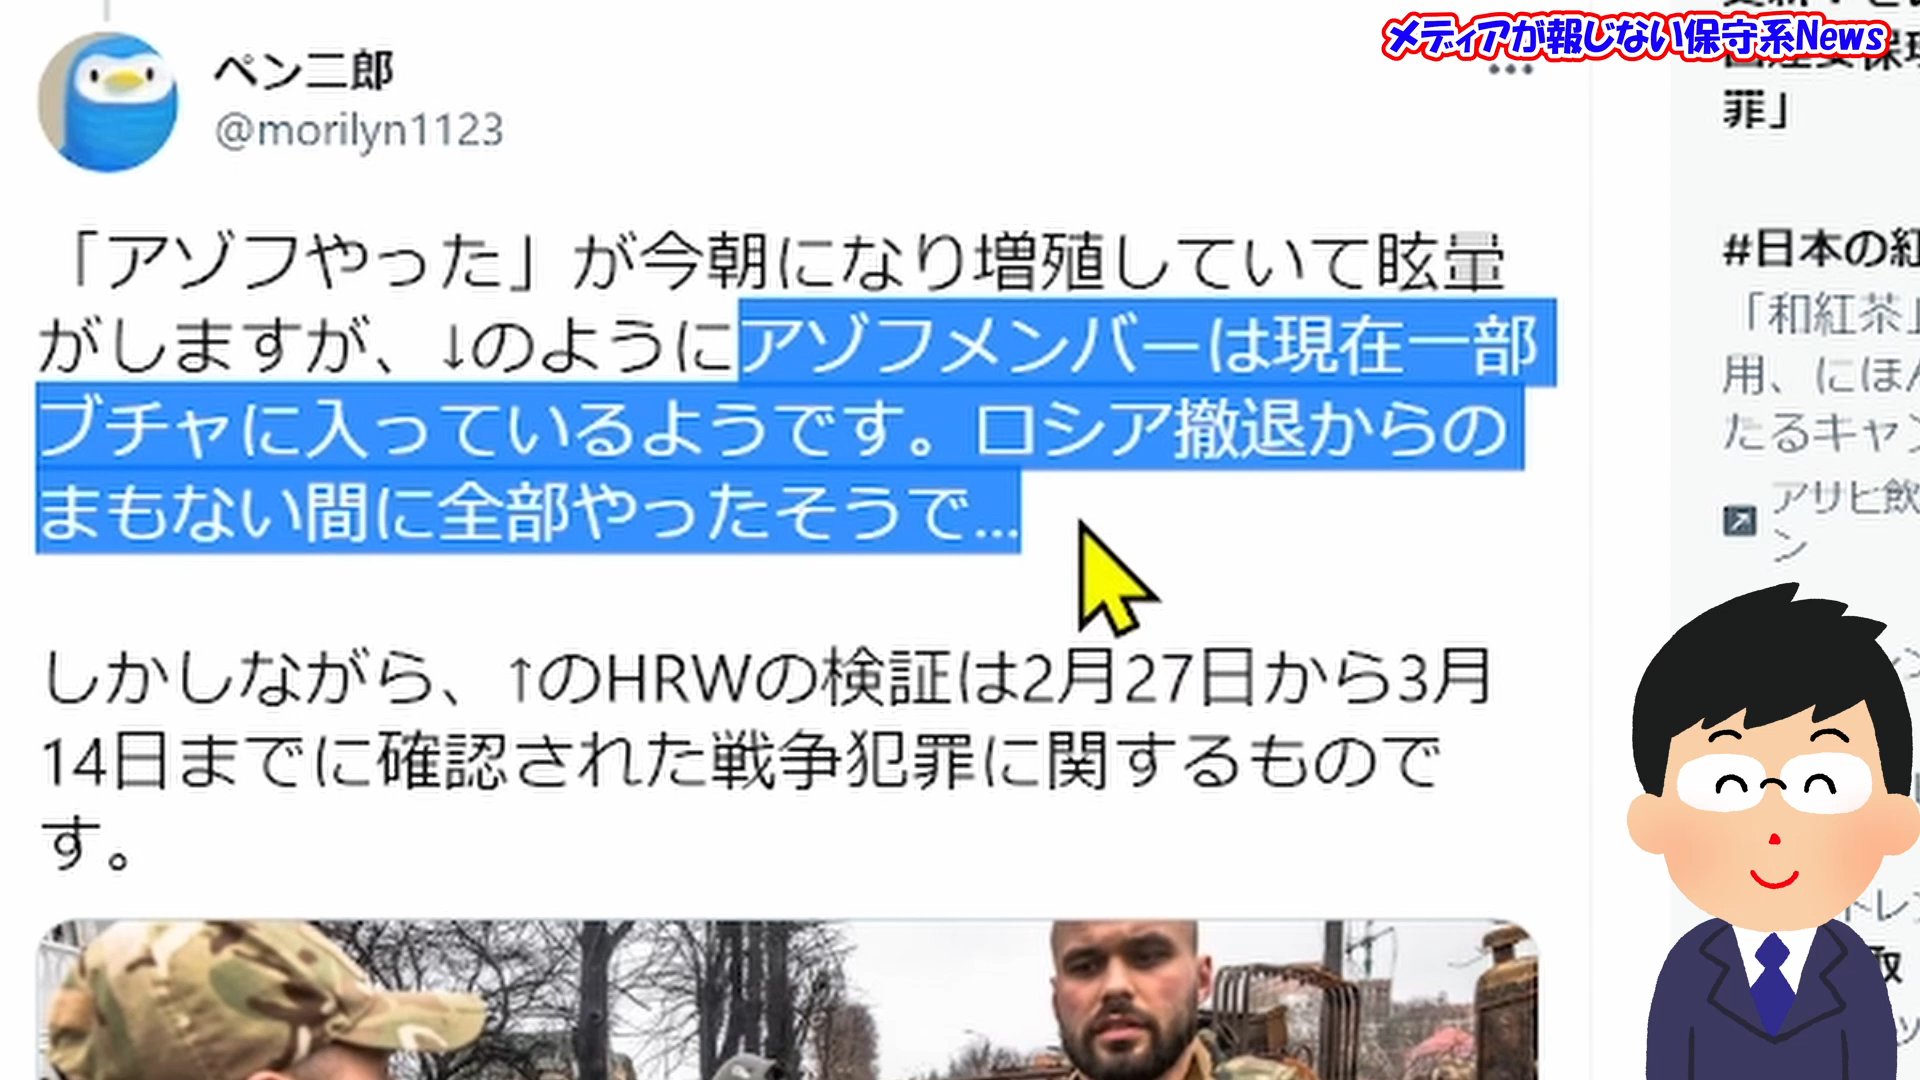 メディアが報じない保守系News
ペン二郎
@morilyn1123
「アゾフやった」が今朝になり増殖していて眩暈
がしますが、↓のようにアゾフメンバーは現在一部
ブチャに入っているようです。ロシア撤退からの
まもない間に全部やったそうで...
しかしながら、↑のHRWの検証は2月27日から3月
14日までに確認された戦争犯罪に関するもので
す。
罪」
#日本の紅
「和紅茶」
用、にほん
たるキャン
アサヒ飲
ン
トレン
取